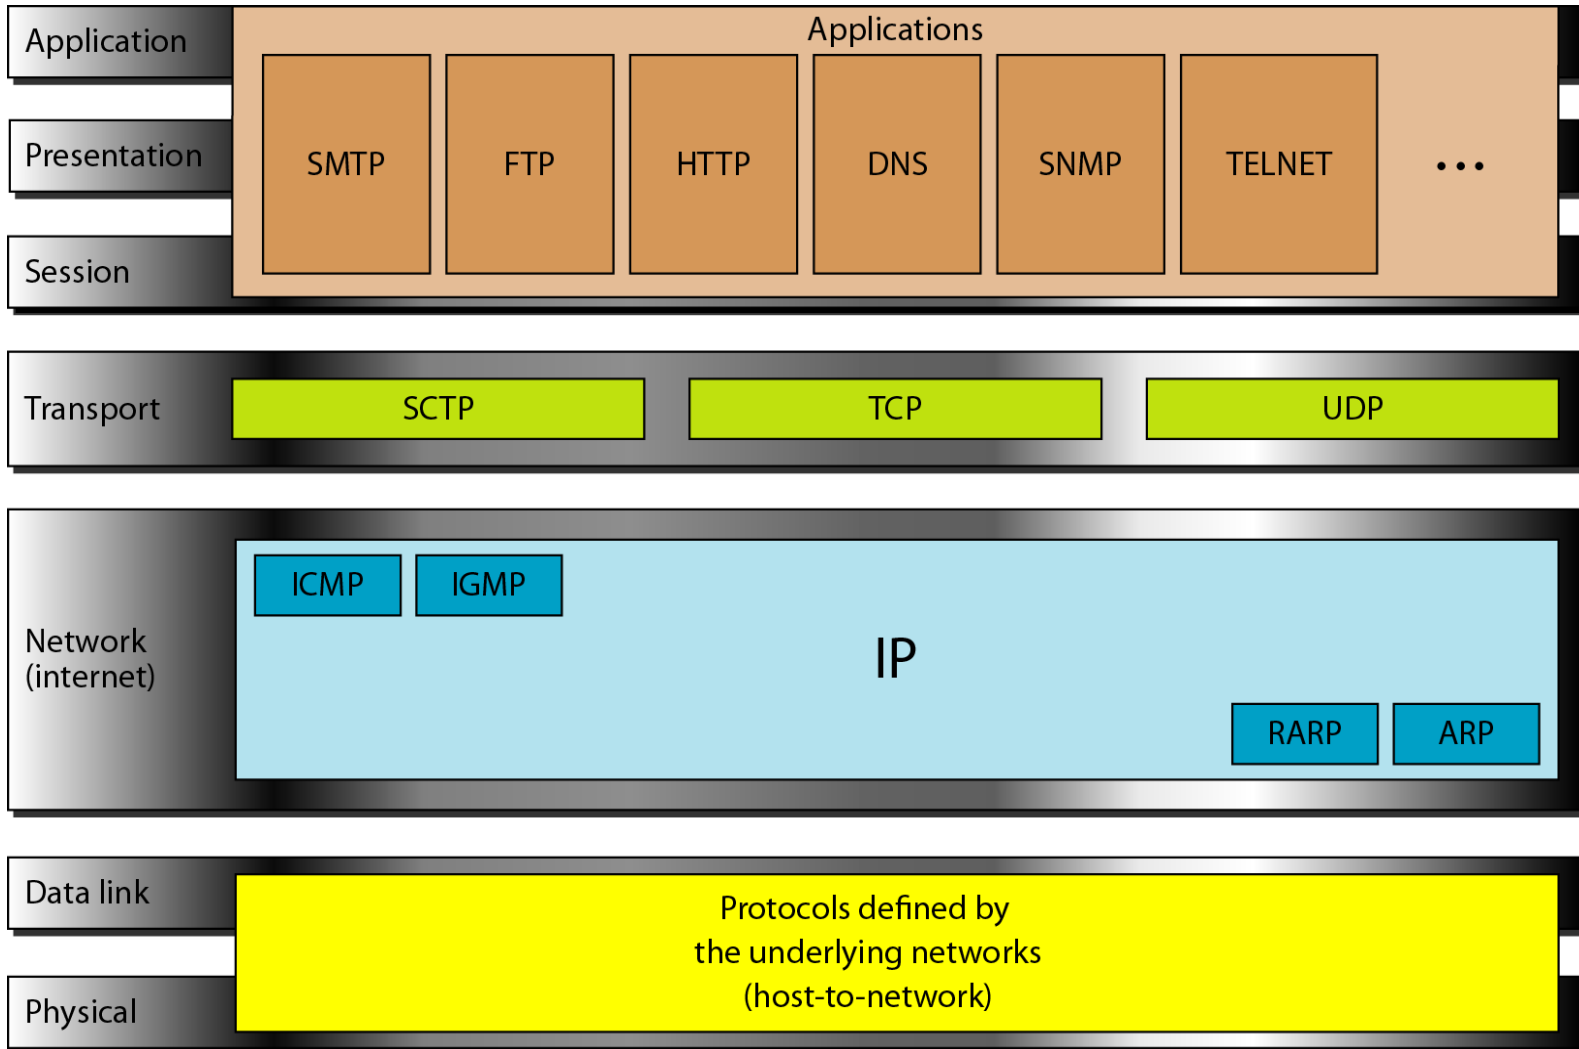 Application
Applications
Presentation
SMTP
FTP
HTTP
DNS
SNMP
TELNET
...
Session
Transport
SCTP
TCP
UDP
Network
(internet)
ICMP
IGMP
IP
RARP
ARP
Data link
Protocols defined by
the underlying networks
(host-to-network)
Physical